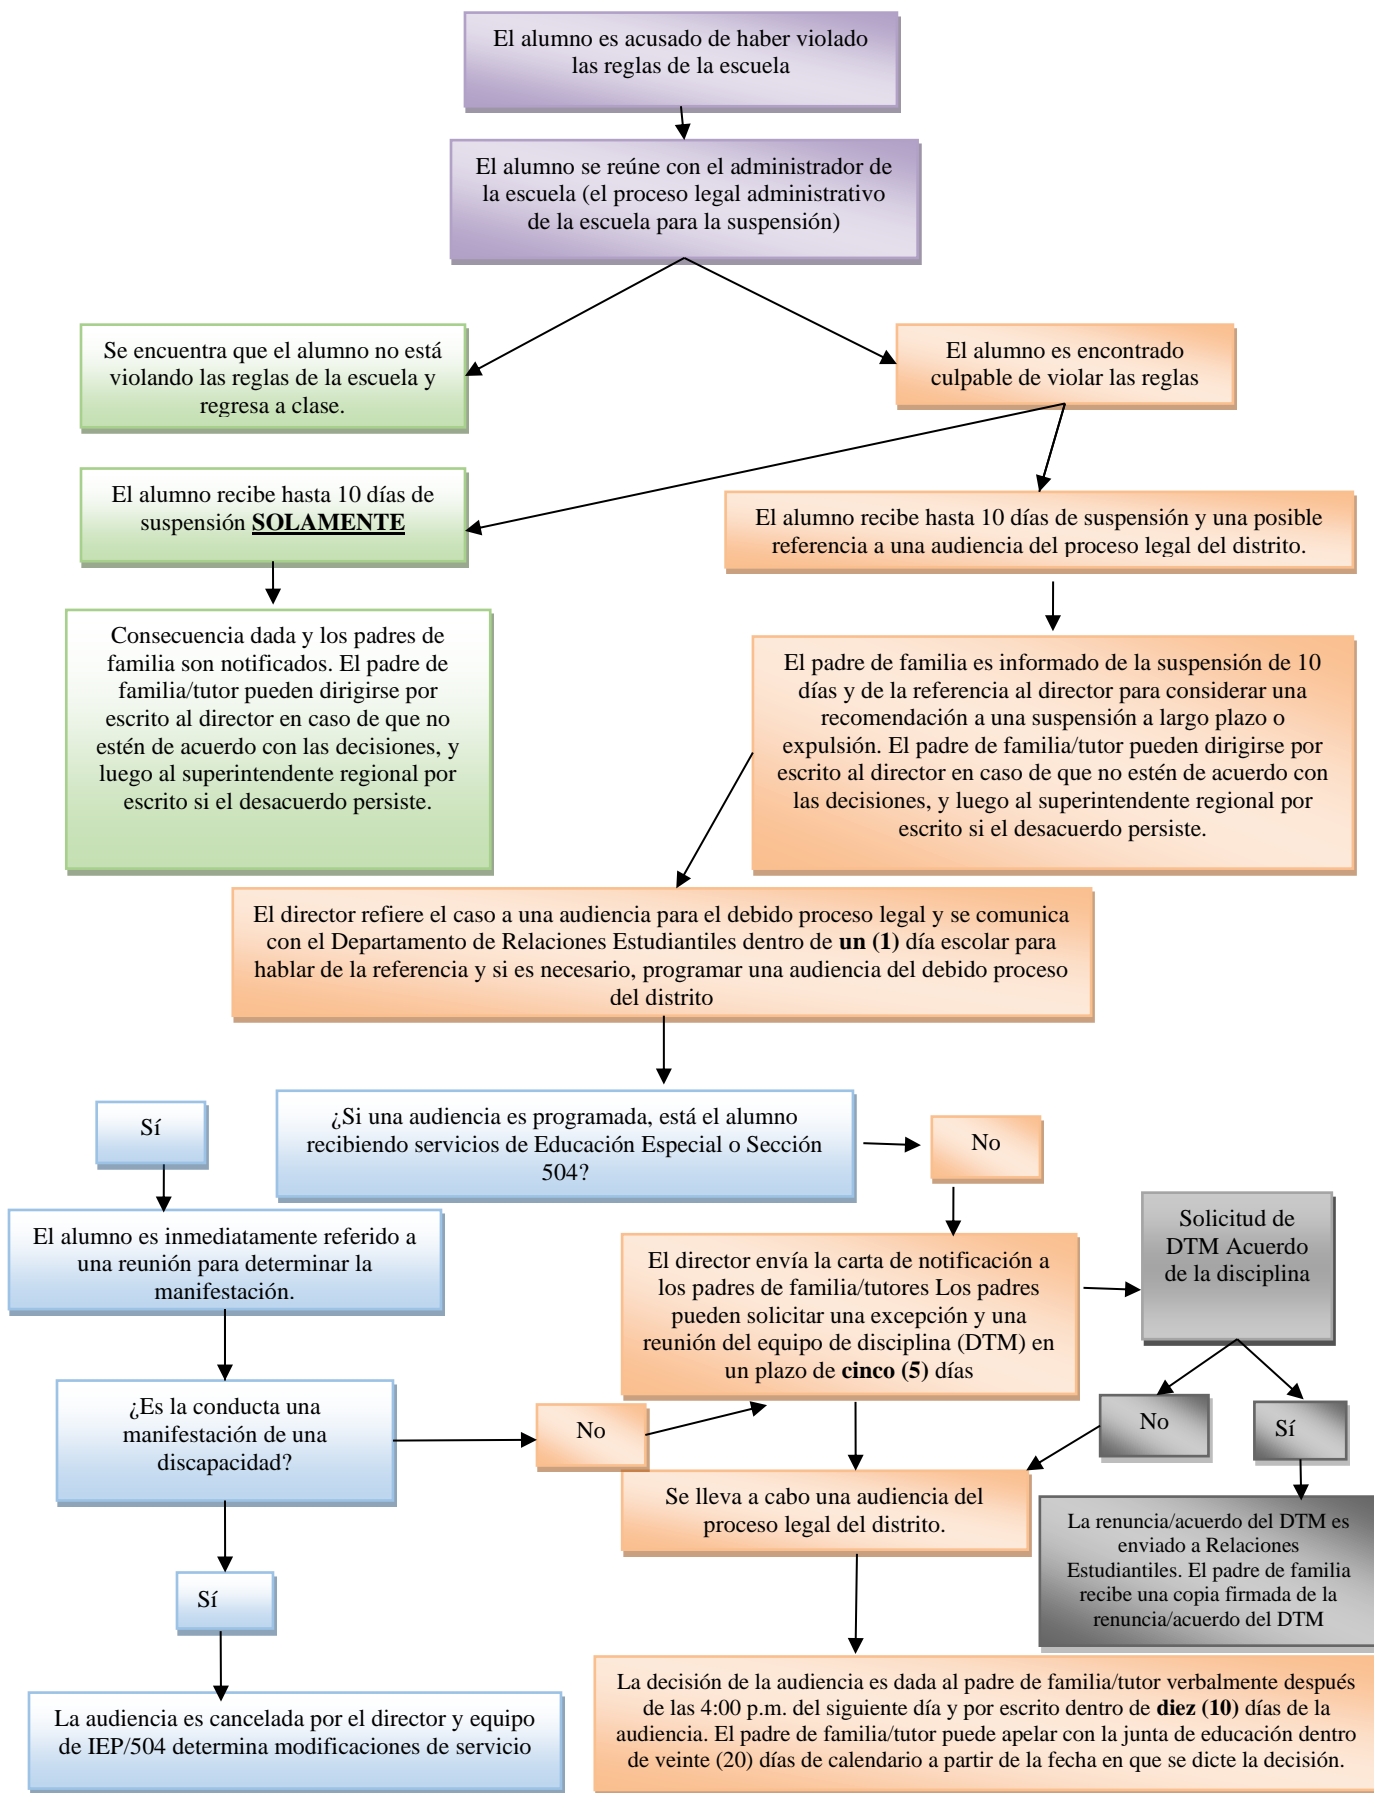 El alumno es acusado de haber violado
las reglas de la escuela
El alumno se reúne con el administrador de
la escuela (el proceso legal administrativo
de la escuela para la suspensión)
Se encuentra que el alumno no está
violando las reglas de la escuela y
regresa a clase.
El alumno es encontrado
culpable de violar las reglas
El alumno recibe hasta 10 días de
suspensión SOLAMENTE
El alumno recibe hasta 10 días de suspensión y una posible
referencia a una audiencia del proceso legal del distrito.
Consecuencia dada y los padres de
familia son notificados. El padre de
familia/tutor pueden dirigirse por
escrito al director en caso de que no
estén de acuerdo con las decisiones, y
luego al superintendente regional por
escrito si el desacuerdo persiste.
El padre de familia es informado de la suspensión de 10
días y de la referencia al director para considerar una
recomendación a una suspensión a largo plazo o
expulsión. El padre de familia/tutor pueden dirigirse por
escrito al director en caso de que no estén de acuerdo con
las decisiones, y luego al superintendente regional por
escrito si el desacuerdo persiste.
El director refiere el caso a una audiencia para el debido proceso legal y se comunica
con el Departamento de Relaciones Estudiantiles dentro de un (1) día escolar para
hablar de la referencia y si es necesario, programar una audiencia del debido proceso
del distrito
Sí
¿Si una audiencia es programada, está el alumno
recibiendo servicios de Educación Especial o Sección
504?
No
El alumno es inmediatamente referido a
una reunión para determinar la
manifestación.
El director envía la carta de notificación a
los padres de familia/tutores Los padres
pueden solicitar una excepción y una
reunión del equipo de disciplina (DTM) en
un plazo de cinco (5) días
Solicitud de
DTM Acuerdo
de la disciplina
¿Es la conducta una
manifestación de una
discapacidad?
No
No
Sí
Se lleva a cabo una audiencia del
proceso legal del distrito.
La renuncia/acuerdo del DTM es
enviado a Relaciones
Estudiantiles. El padre de familia
recibe una copia firmada de la
renuncia/acuerdo del DTM
Sí
La audiencia es cancelada por el director y equipo
de IEP/504 determina modificaciones de servicio
La decisión de la audiencia es dada al padre de familia/tutor verbalmente después
de las 4:00 p.m. del siguiente día y por escrito dentro de diez (10) días de la
audiencia. El padre de familia/tutor puede apelar con la junta de educación dentro
de veinte (20) días de calendario a partir de la fecha en que se dicte la decisión.